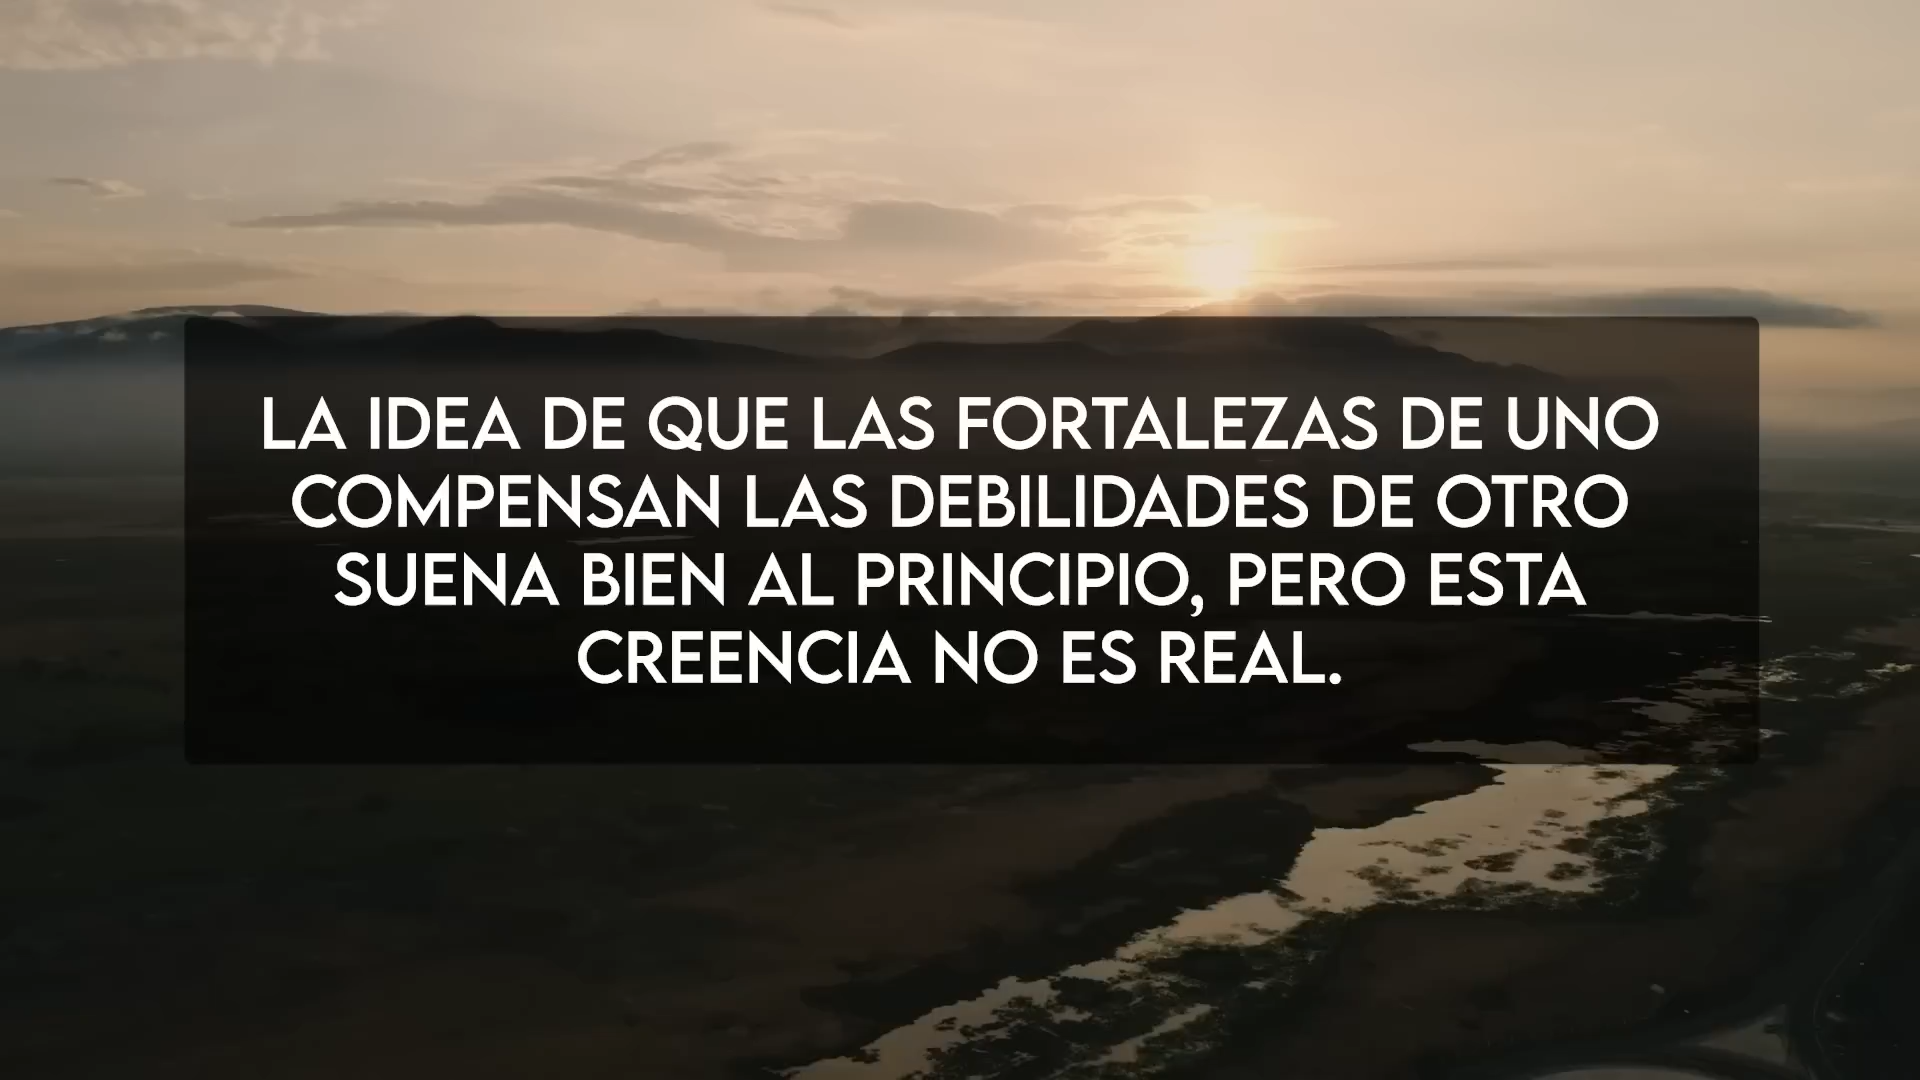 LA IDEA DE QUE LAS FORTALEZAS DE UNO
COMPENSAN LAS DEBILIDADES DE OTRO
SUENA BIEN AL PRINCIPIO, PERO ESTA
CREENCIA NO ES REAL.